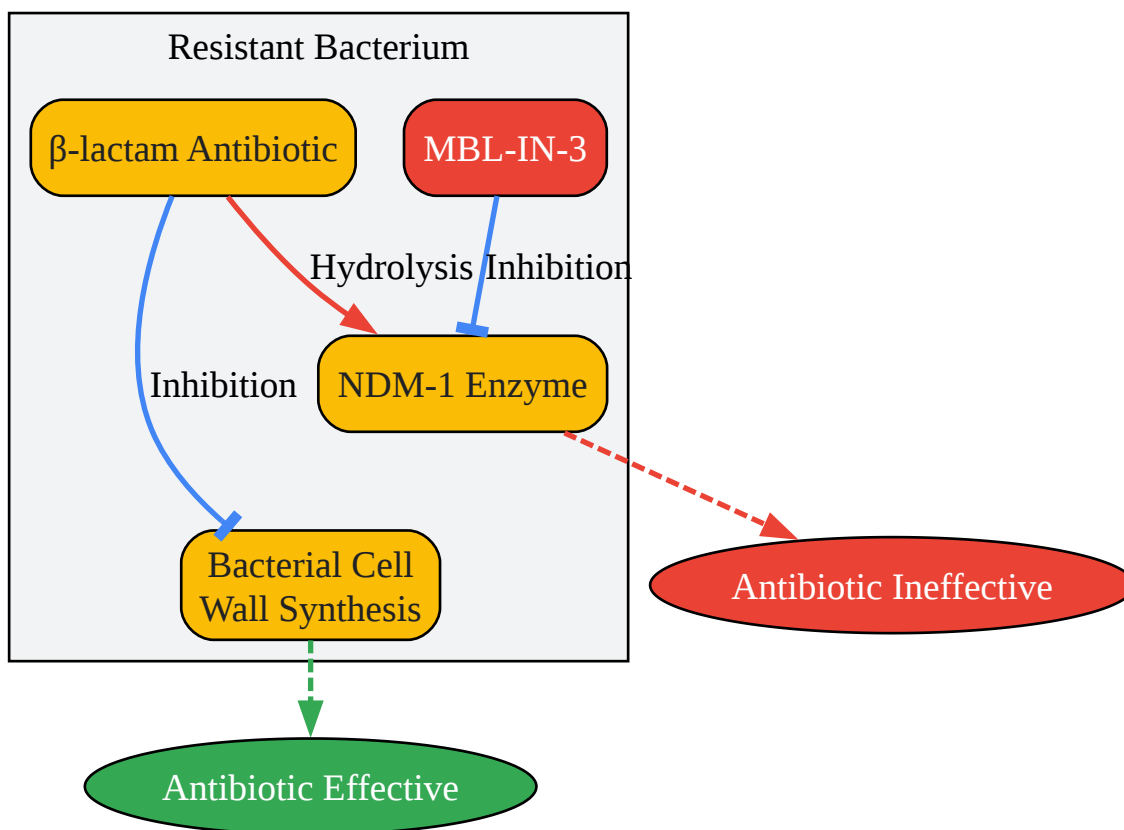 Resistant Bacterium
β-lactam Antibiotic
MBL-IN-3
Hydrolysis
Inhibition
Inhibition
NDM-1 Enzyme
Bacterial Cell
Wall Synthesis
Antibiotic Ineffective
Antibiotic Effective